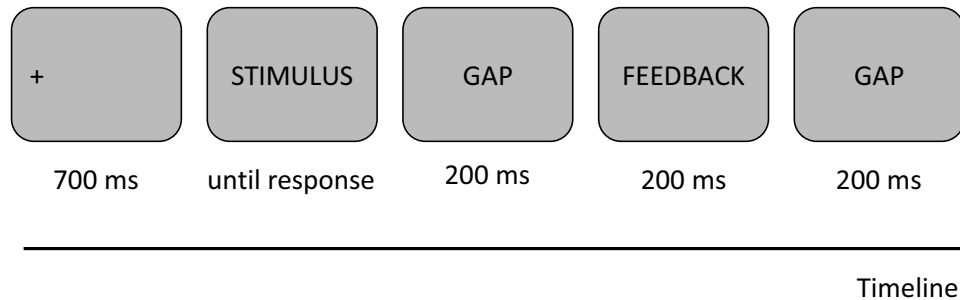 +
STIMULUS
GAP
FEEDBACK
GAP
700 ms
until response
200 ms
200 ms
200 ms
Timeline